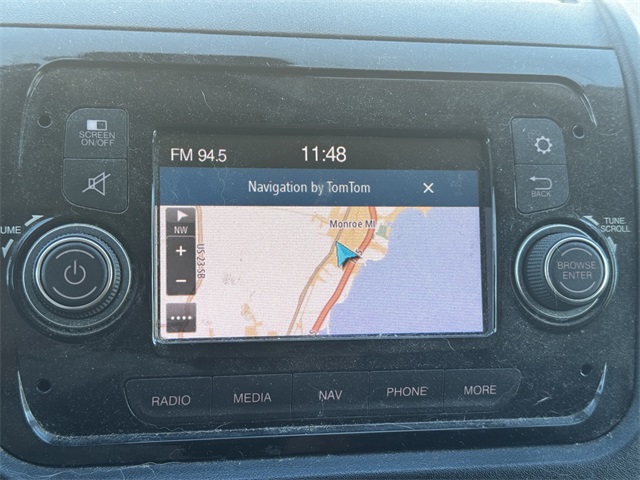 SCREEN
ON/OFF
FM 94.5
11:48
Navigation by TomTom
BACK
NW
US-23-SB
Monroe MI
UME
TUNE
SCROLL
BROWSE
ENTER
RADIO
MEDIA
NAV
PHONE
MORE